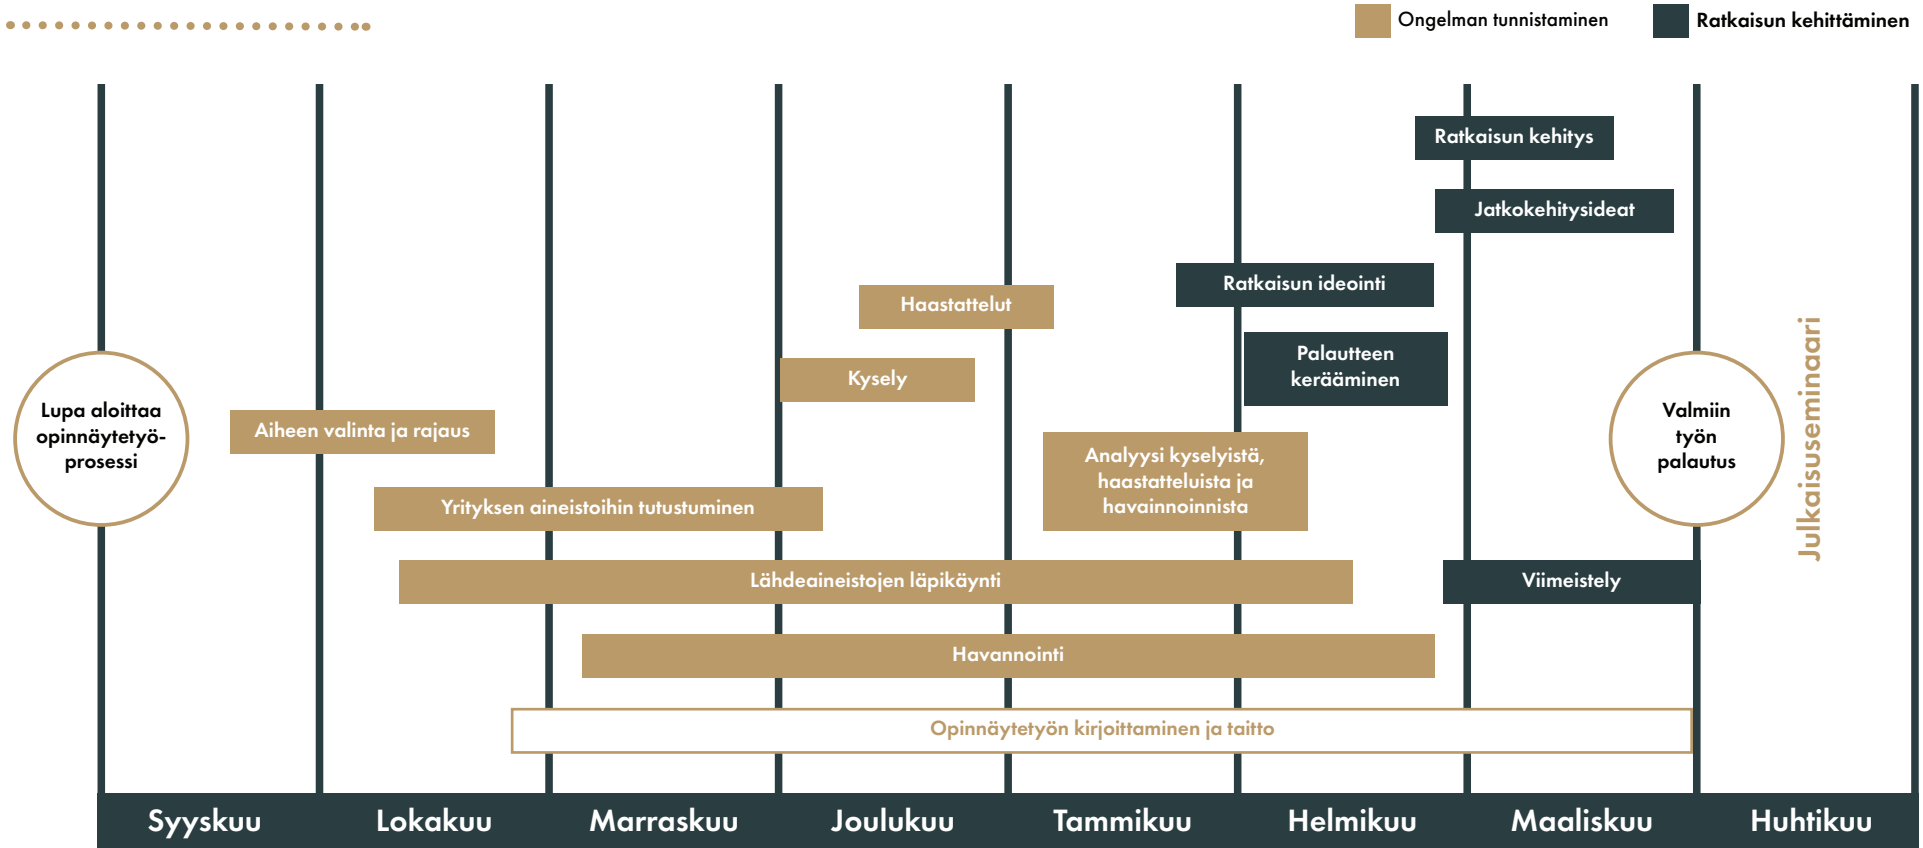 Ongelman tunnistaminen
Ratkaisun kehittäminen
Ratkaisun kehitys
Jatkokehitysideat
Ratkaisun ideointi
Haastattelut
Palautteen
kerääminen
Kysely
Lupa aloittaa
opinnäytetyö-
prosessi
Aiheen valinta ja rajaus
Analyysi kyselyistä,
haastatteluista ja
havainnoinnista
Valmiin
työn
palautus
Julkaisuseminaari
Yrityksen aineistoihin tutustuminen
Lähdeaineistojen läpikäynti
Viimeistely
Havannointi
Opinnäytetyön kirjoittaminen ja taitto
Syyskuu
Lokakuu
Marraskuu
Joulukuu
Tammikuu
Helmikuu
Maaliskuu
Huhtikuu